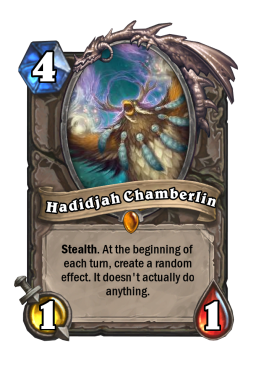 4
Hadidjah Chamberlin
Stealth. At the beginning of
each turn, create a random
effect. It doesn't actually do
anything.
1 1